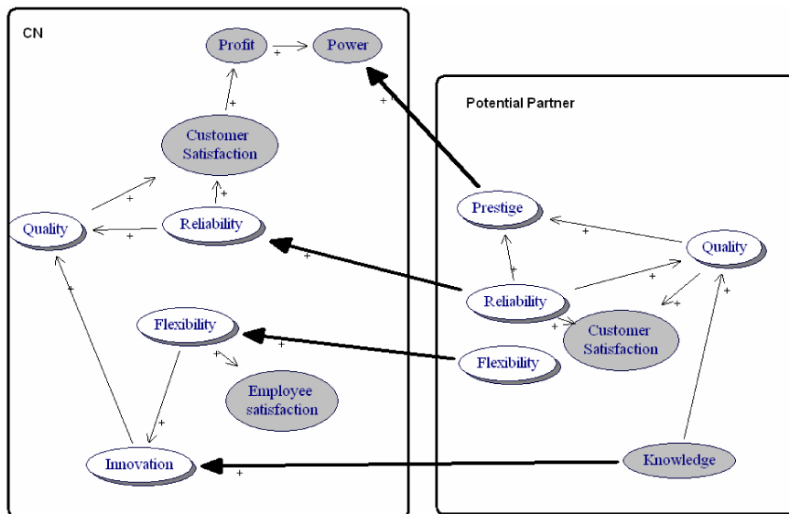 CN
Profit
Power
+
+
+
Potential Partner
Customer
Satisfaction
+
+
Prestige
Quality
Reliability
+
+
Quality
+
+
+
+
Reliability
+
+
Flexibility
+
Customer
Satisfaction
+
+
Flexibility
Employee
satisfaction
+
Innovation
+
Knowledge